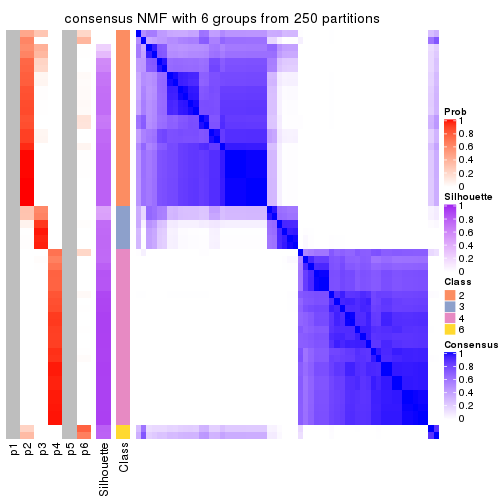 consensus NMF with 6 groups from 250 partitions
Prob
1
0.8
0.6
0.4
0.2
0
Silhouette
1
0.8
0.6
0.4
0.2
0
Class
2
3
4
6
Consensus
1
0.8
0.6
0.4
0.2
0
p1
p2
p3
p4
p5
p6
Silhouette
Class